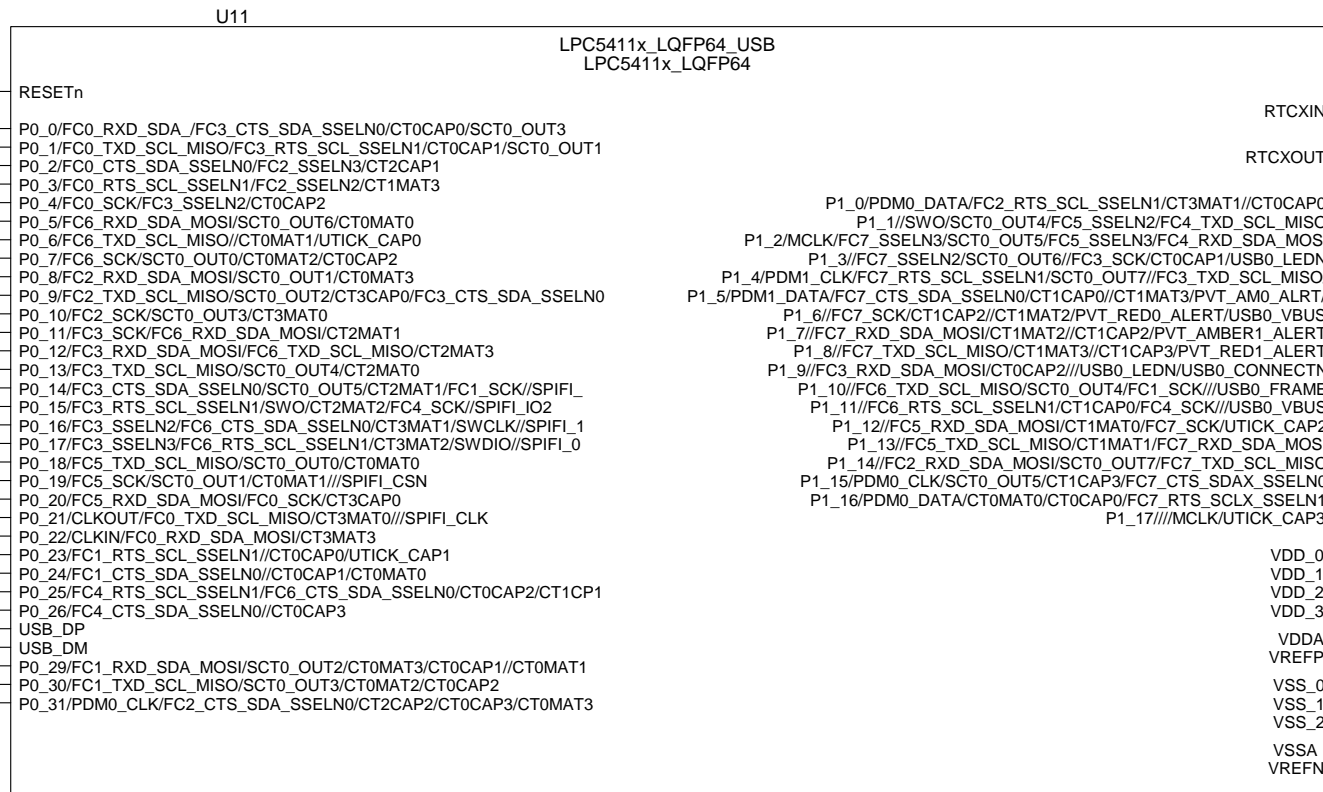 U11
LPC5411x_LQFP64_USB
LPC5411x_LQFP64
RESETn
P0_0/FC0_RXD_SDA_/FC3_CTS_SDA_SSELN0/CT0CAP0/SCT0_OUT3
P0_1/FC0_TXD_SCL_MISO/FC3_RTS_SCL_SSELN1/CT0CAP1/SCT0_OUT1
P0_2/FC0_CTS_SDA_SSELN0/FC2_SSELN3/CT2CAP1
P0_3/FC0_RTS_SCL_SSELN1/FC2_SSELN2/CT1MAT3
P0_4/FC0_SCK/FC3_SSELN2/CT0CAP2
P0_5/FC6_RXD_SDA_MOSI/SCT0_OUT6/CT0MAT0
P0_6/FC6_TXD_SCL_MISO//CT0MAT1/UTICK_CAP0
P0_7/FC6_SCK/SCT0_OUT0/CT0MAT2/CT0CAP2
P0_8/FC2_RXD_SDA_MOSI/SCT0_OUT1/CT0MAT3
P0_9/FC2_TXD_SCL_MISO/SCT0_OUT2/CT3CAP0/FC3_CTS_SDA_SSELN0
P0_10/FC2_SCK/SCT0_OUT3/CT3MAT0
P0_11/FC3_SCK/FC6_RXD_SDA_MOSI/CT2MAT1
P0_12/FC3_RXD_SDA_MOSI/FC6_TXD_SCL_MISO/CT2MAT3
P0_13/FC3_TXD_SCL_MISO/SCT0_OUT4/CT2MAT0
P0_14/FC3_CTS_SDA_SSELN0/SCT0_OUT5/CT2MAT1/FC1_SCK//SPIFI_
P0_15/FC3_RTS_SCL_SSELN1/SWO/CT2MAT2/FC4_SCK//SPIFI_IO2
P0_16/FC3_SSELN2/FC6_CTS_SDA_SSELN0/CT3MAT1/SWCLK//SPIFI_1
P0_17/FC3_SSELN3/FC6_RTS_SCL_SSELN1/CT3MAT2/SWDIO//SPIFI_0
P0_18/FC5_TXD_SCL_MISO/SCT0_OUT0/CT0MAT0
P0_19/FC5_SCK/SCT0_OUT1/CT0MAT1///SPIFI_CSN
P0_20/FC5_RXD_SDA_MOSI/FC0_SCK/CT3CAP0
P0_21/CLKOUT/FC0_TXD_SCL_MISO/CT3MAT0///SPIFI_CLK
P0_22/CLKIN/FC0_RXD_SDA_MOSI/CT3MAT3
P0_23/FC1_RTS_SCL_SSELN1//CT0CAP0/UTICK_CAP1
P0_24/FC1_CTS_SDA_SSELN0//CT0CAP1/CT0MAT0
P0_25/FC4_RTS_SCL_SSELN1/FC6_CTS_SDA_SSELN0/CT0CAP2/CT1CP1
P0_26/FC4_CTS_SDA_SSELN0//CT0CAP3
USB_DP
USB_DM
P0_29/FC1_RXD_SDA_MOSI/SCT0_OUT2/CT0MAT3/CT0CAP1//CT0MAT1
P0_30/FC1_TXD_SCL_MISO/SCT0_OUT3/CT0MAT2/CT0CAP2
P0_31/PDM0_CLK/FC2_CTS_SDA_SSELN0/CT2CAP2/CT0CAP3/CT0MAT3
RTCXIN
RTCXOUT
P1_0/PDM0_DATA/FC2_RTS_SCL_SSELN1/CT3MAT1//CT0CAP0
P1_1//SWO/SCT0_OUT4/FC5_SSELN2/FC4_TXD_SCL_MISO
P1_2/MCLK/FC7_SSELN3/SCT0_OUT5/FC5_SSELN3/FC4_RXD_SDA_MOSI
P1_3//FC7_SSELN2/SCT0_OUT6//FC3_SCK/CT0CAP1/USB0_LEDN
P1_4/PDM1_CLK/FC7_RTS_SCL_SSELN1/SCT0_OUT7//FC3_TXD_SCL_MISO
P1_5/PDM1_DATA/FC7_CTS_SDA_SSELN0/CT1CAP0//CT1MAT3/PVT_AM0_ALRT/
P1_6//FC7_SCK/CT1CAP2//CT1MAT2/PVT_RED0_ALERT/USB0_VBUS
P1_7//FC7_RXD_SDA_MOSI/CT1MAT2//CT1CAP2/PVT_AMBER1_ALERT
P1_8//FC7_TXD_SCL_MISO/CT1MAT3//CT1CAP3/PVT_RED1_ALERT
P1_9//FC3_RXD_SDA_MOSI/CT0CAP2///USB0_LEDN/USB0_CONNECTN
P1_10//FC6_TXD_SCL_MISO/SCT0_OUT4/FC1_SCK///USB0_FRAME
P1_11//FC6_RTS_SCL_SSELN1/CT1CAP0/FC4_SCK///USB0_VBUS
P1_12//FC5_RXD_SDA_MOSI/CT1MAT0/FC7_SCK/UTICK_CAP2
P1_13//FC5_TXD_SCL_MISO/CT1MAT1/FC7_RXD_SDA_MOSI
P1_14//FC2_RXD_SDA_MOSI/SCT0_OUT7/FC7_TXD_SCL_MISO
P1_15/PDM0_CLK/SCT0_OUT5/CT1CAP3/FC7_CTS_SDAX_SSELN0
P1_16/PDM0_DATA/CT0MAT0/CT0CAP0/FC7_RTS_SCLX_SSELN1
P1_17////MCLK/UTICK_CAP3
VDD_0
VDD_1
VDD_2
VDD_3
VDDA
VREFP
VSS_0
VSS_1
VSS_2
VSSA
VREFN